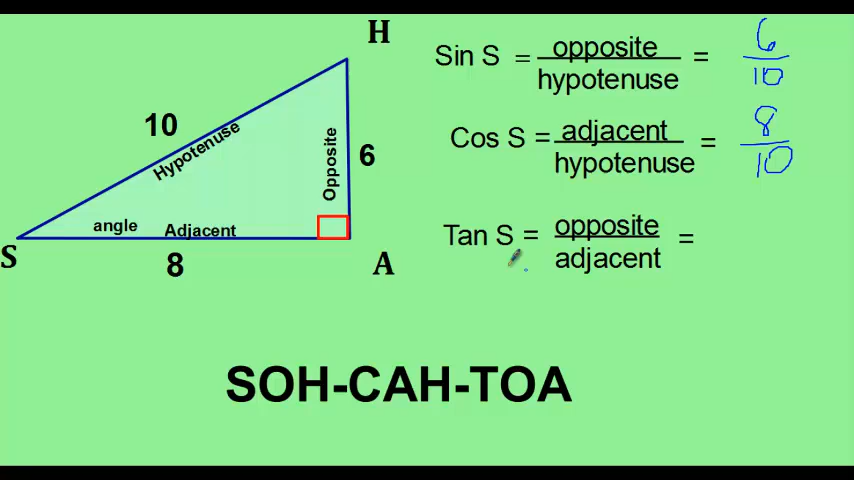 H
10
Hypotenuse
Opposite
6
angle
Adjacent
S
8
A
Sin S = opposite / hypotenuse = 6 / 10
Cos S = adjacent / hypotenuse = 8 / 10
Tan S = opposite / adjacent =
SOH-CAH-TOA